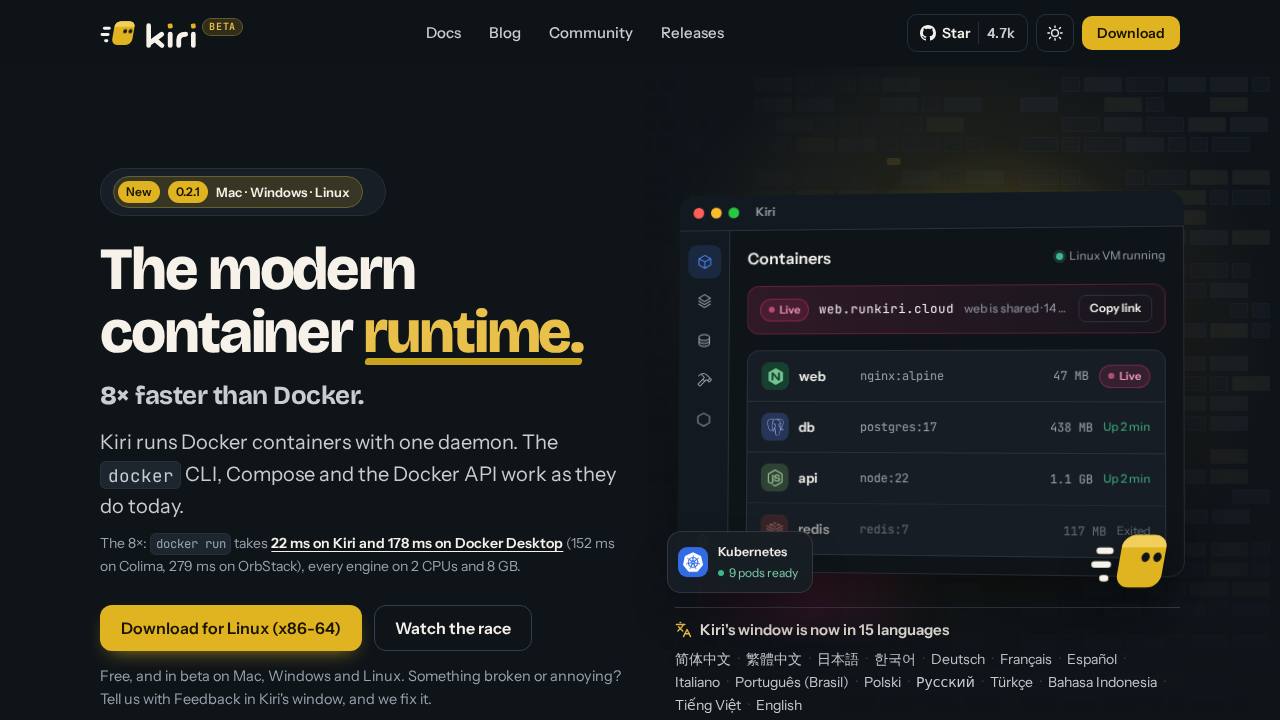 kiri BETA
Docs Blog Community Releases
Star 4.7k
Download
New 0.2.1 Mac · Windows · Linux
The modern
container runtime.
8× faster than Docker.
Kiri runs Docker containers with one daemon. The
docker CLI, Compose and the Docker API work as they
do today.
The 8×: docker run takes 22 ms on Kiri and 178 ms on Docker Desktop (152 ms
on Colima, 279 ms on OrbStack), every engine on 2 CPUs and 8 GB.
Download for Linux (x86-64)
Watch the race
Free, and in beta on Mac, Windows and Linux. Something broken or annoying?
Tell us with Feedback in Kiri's window, and we fix it.
Kiri
Containers
Linux VM running
Live web.runkiri.cloud web is shared · 14 … Copy link
web nginx:alpine 47 MB Live
db postgres:17 438 MB Up 2 min
api node:22 1.1 GB Up 2 min
redis redis:7 117 MB Exited
Kubernetes
9 pods ready
Kiri's window is now in 15 languages
简体中文 · 繁體中文 · 日本語 · 한국어 · Deutsch · Français · Español ·
Italiano · Português (Brasil) · Polski · Русский · Türkçe · Bahasa Indonesia ·
Tiếng Việt · English